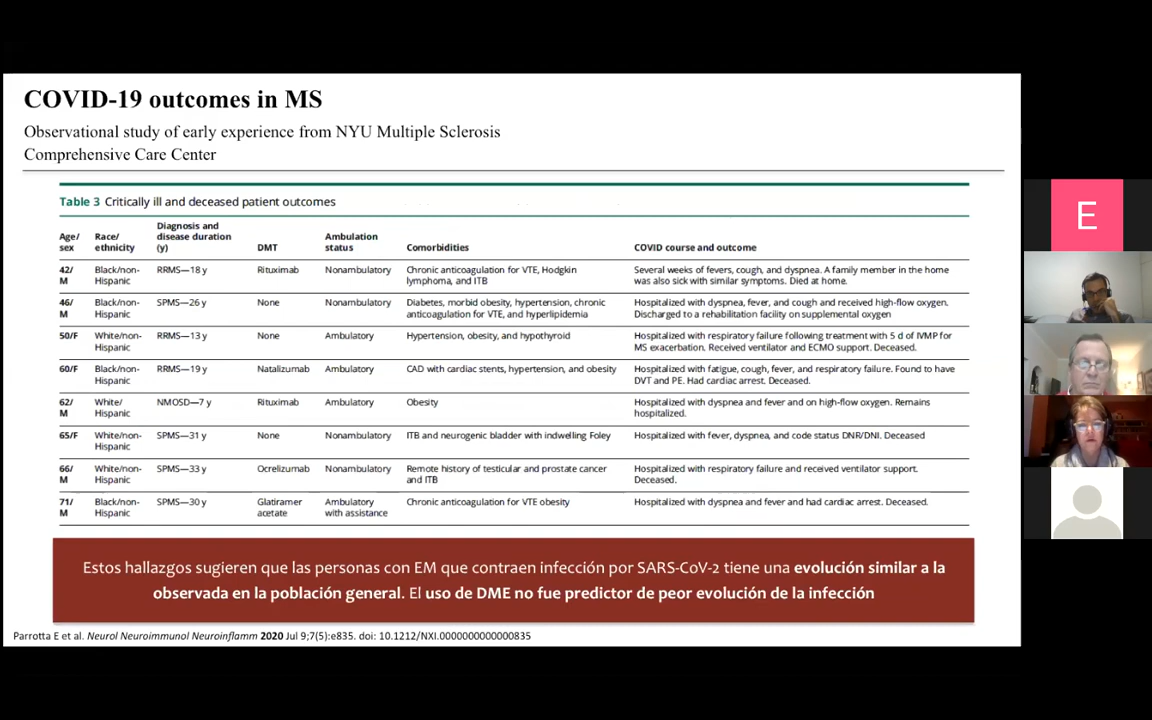 COVID-19 outcomes in MS
Observational study of early experience from NYU Multiple Sclerosis
Comprehensive Care Center
Table 3 Critically ill and deceased patient outcomes
Age/ sex Race/ ethnicity Diagnosis and disease duration (y) DMT Ambulation status Comorbidities COVID course and outcome
42/ Black/non- RRMS—18 y Rituximab Nonambulatory Chronic anticoagulation for VTE, Hodgkin Several weeks of fevers, cough, and dyspnea. A family member in the home
M Hispanic lymphoma, and ITB was also sick with similar symptoms. Died at home.
46/ Black/non- SPMS—26 y None Nonambulatory Diabetes, morbid obesity, hypertension, chronic Hospitalized with dyspnea, fever, and cough and received high-flow oxygen.
M Hispanic anticoagulation for VTE, and hyperlipidemia Discharged to a rehabilitation facility on supplemental oxygen
50/F White/non- RRMS—13 y None Ambulatory Hypertension, obesity, and hypothyroid Hospitalized with respiratory failure following treatment with 5 d of IVMP for
Hispanic MS exacerbation. Received ventilator and ECMO support. Deceased.
60/F Black/non- RRMS—19 y Natalizumab Ambulatory CAD with cardiac stents, hypertension, and obesity Hospitalized with fatigue, cough, fever, and respiratory failure. Found to have
Hispanic DVT and PE. Had cardiac arrest. Deceased.
62/ White/ NMOSD—7 y Rituximab Ambulatory Obesity Hospitalized with dyspnea and fever and on high-flow oxygen. Remains
M Hispanic hospitalized.
65/F White/non- SPMS—31 y None Nonambulatory ITB and neurogenic bladder with indwelling Foley Hospitalized with fever, dyspnea, and code status DNR/DNI. Deceased
Hispanic
66/ White/non- SPMS—33 y Ocrelizumab Nonambulatory Remote history of testicular and prostate cancer Hospitalized with respiratory failure and received ventilator support.
M Hispanic and ITB Deceased.
71/ Black/non- SPMS—30 y Glatiramer Ambulatory Chronic anticoagulation for VTE obesity Hospitalized with dyspnea and fever and had cardiac arrest. Deceased.
M Hispanic acetate with assistance
Estos hallazgos sugieren que las personas con EM que contraen infección por SARS-CoV-2 tiene una evolución similar a la
observada en la población general. El uso de DME no fue predictor de peor evolución de la infección
Parrotta E et al. Neurol Neuroimmunol Neuroinflamm 2020 Jul 9;7(5):e835. doi: 10.1212/NXI.0000000000000835
E